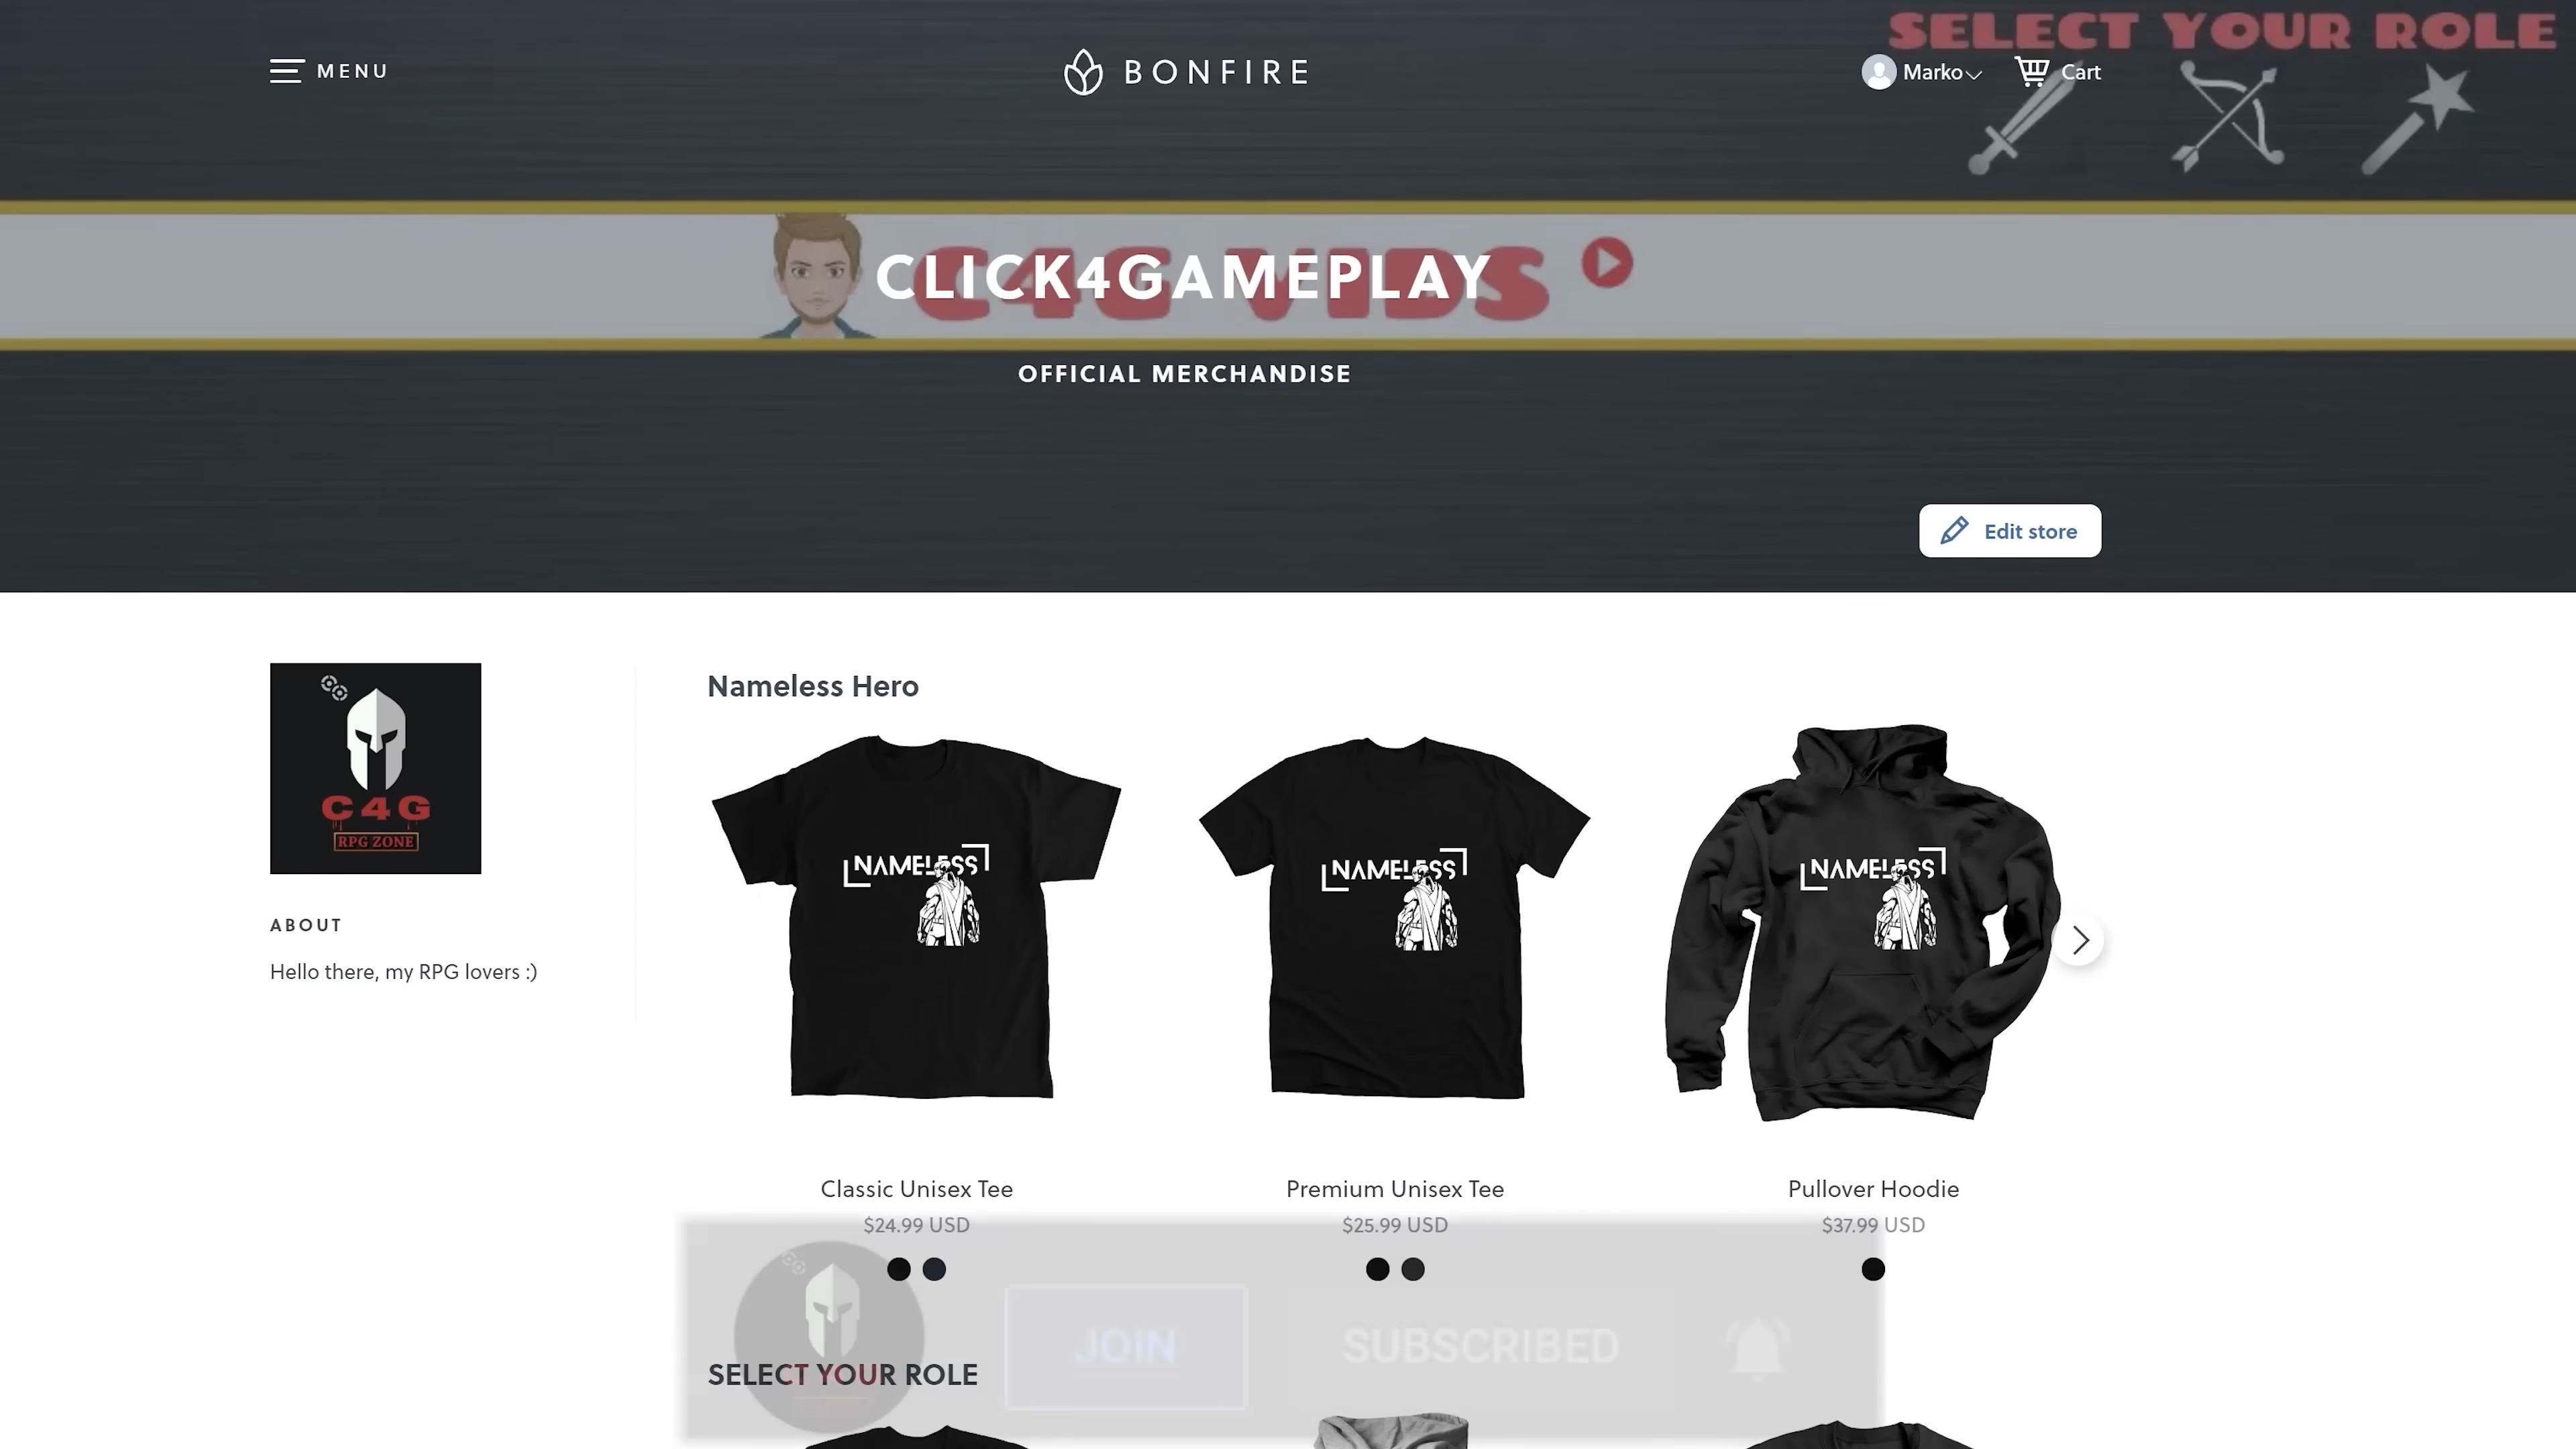 SELECT YOUR ROLE
MENU
BONFIRE
Marko
Cart
C4G VIDS
CLICK4GAMEPLAY
OFFICIAL MERCHANDISE
Edit store
C4G
RPG ZONE
ABOUT
Hello there, my RPG lovers :)
Nameless Hero
NAMELESS
NAMELESS
NAMELESS
Classic Unisex Tee
$24.99 USD
Premium Unisex Tee
$25.99 USD
Pullover Hoodie
$37.99 USD
JOIN
SUBSCRIBED
SELECT YOUR ROLE